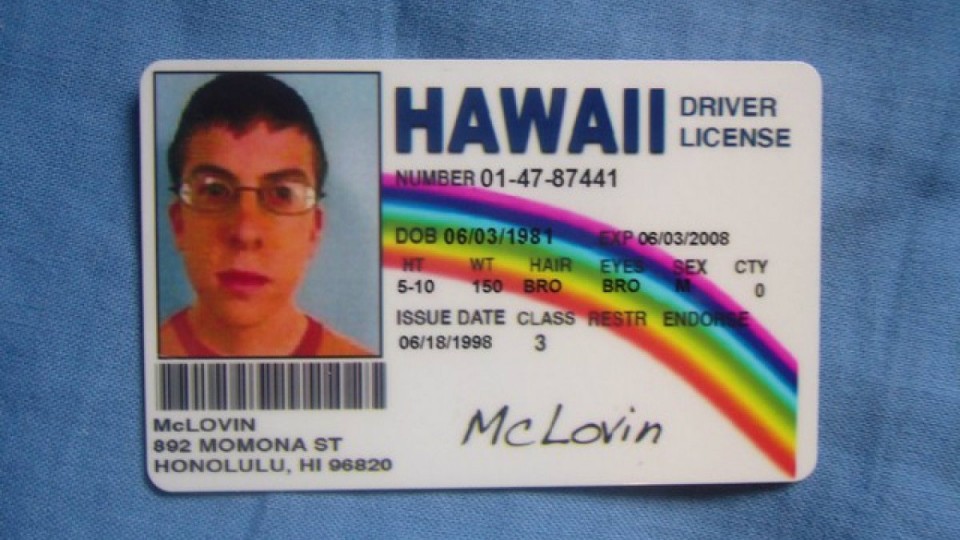 HAWAII DRIVER
LICENSE
NUMBER 01-47-87441
DOB 06/03/1981 EXP 06/03/2008
HT WT HAIR EYES SEX CTY
5-10 150 BRO BRO M 0
ISSUE DATE CLASS RESTR ENDORSE
06/18/1998 3
McLovin
McLOVIN
892 MOMONA ST
HONOLULU, HI 96820